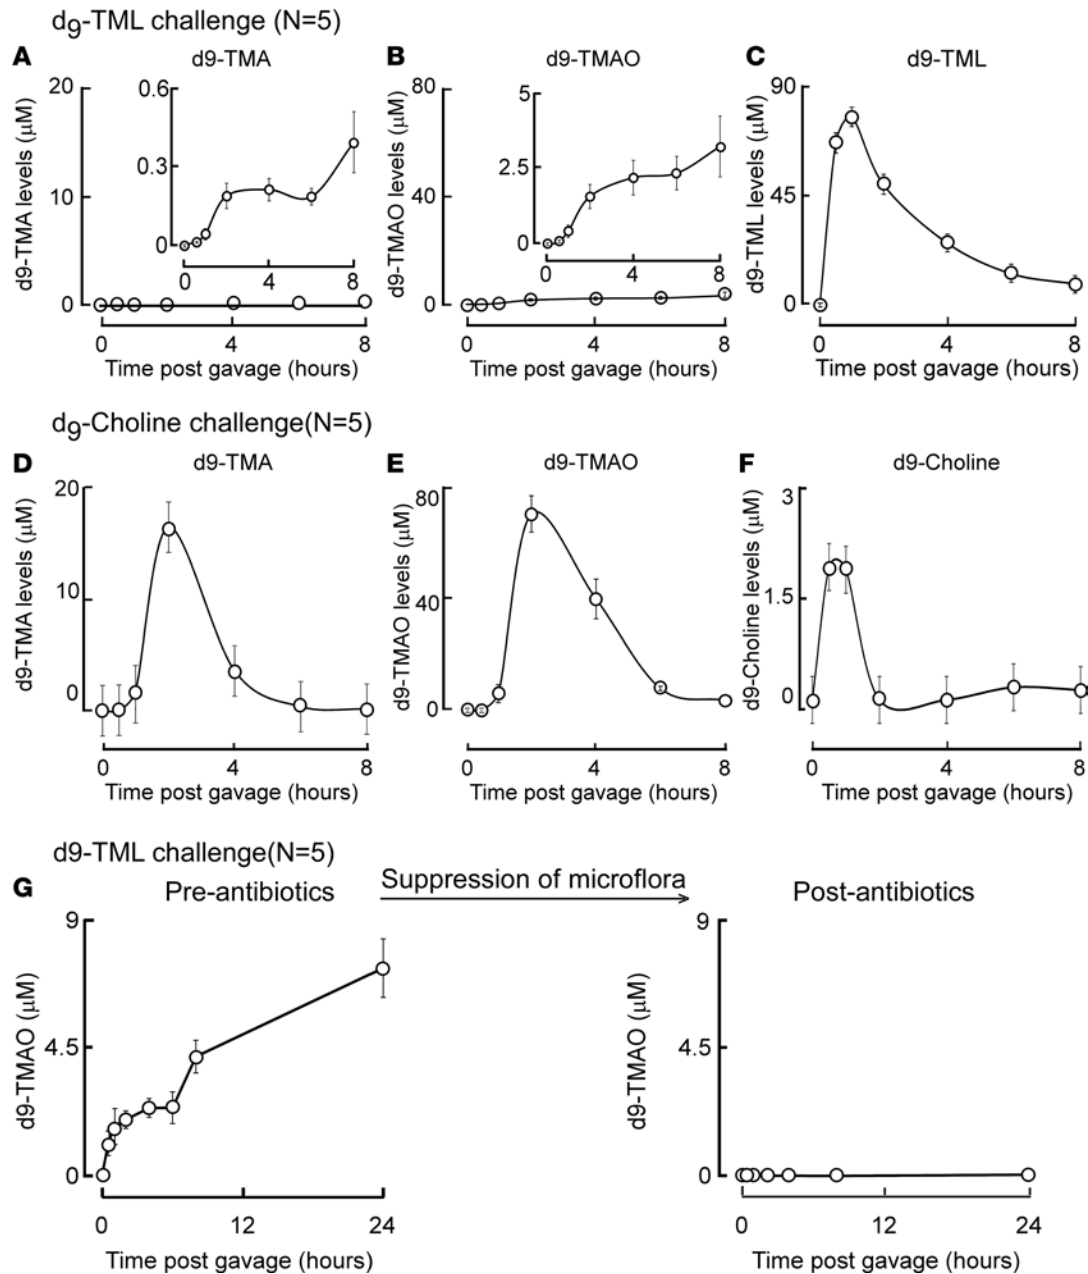 d9-TML challenge (N=5)
A
d9-TMA
d9-TMA levels (μM)
20
10
0
0.6
0.3
0
0 4 8
0 4 8
Time post gavage (hours)
B
d9-TMAO
d9-TMAO levels (μM)
80
40
0
5
2.5
0
0 4 8
0 4 8
Time post gavage (hours)
C
d9-TML
d9-TML levels (μM)
90
45
0
0 4 8
Time post gavage (hours)
d9-Choline challenge(N=5)
D
d9-TMA
d9-TMA levels (μM)
20
10
0
0 4 8
Time post gavage (hours)
E
d9-TMAO
d9-TMAO levels (μM)
80
40
0
0 4 8
Time post gavage (hours)
F
d9-Choline
d9-Choline levels (μM)
3
1.5
0
0 4 8
Time post gavage (hours)
d9-TML challenge(N=5)
G
Pre-antibiotics
Suppression of microflora
Post-antibiotics
d9-TMAO (μM)
9
4.5
0
0 12 24
Time post gavage (hours)
d9-TMAO (μM)
9
4.5
0
0 12 24
Time post gavage (hours)